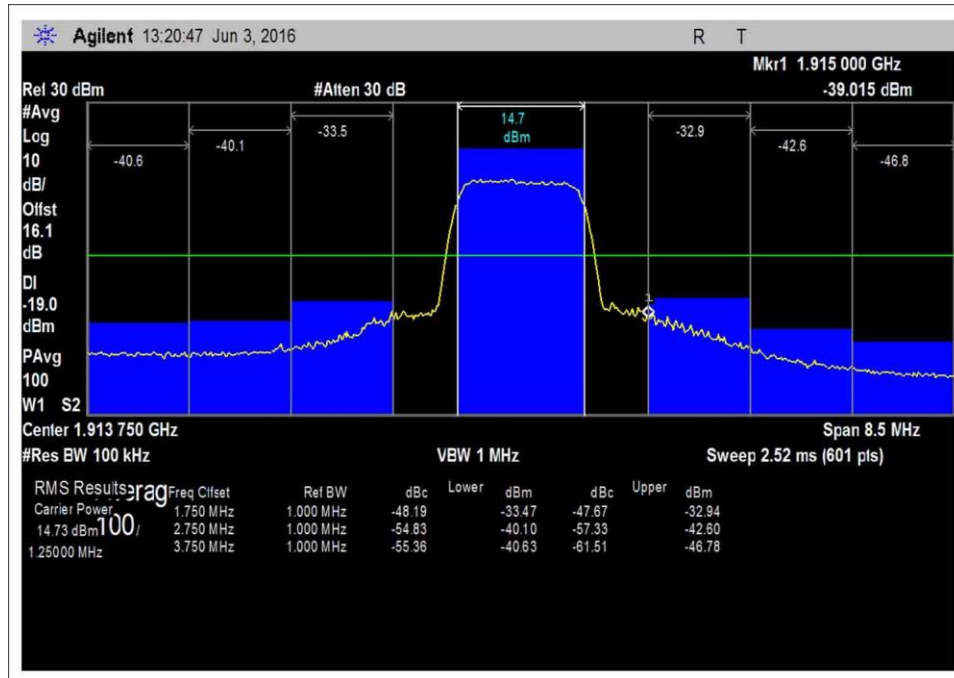 Agilent 13:20:47 Jun 3, 2016 R T
Mkr1 1.915 000 GHz
Ref 30 dBm #Atten 30 dB -39.015 dBm
#Avg
Log
10
dB/
Offst
16.1
dB
DI
-19.0
dBm
PAvg
100
W1 S2
-40.6 -40.1 -33.5 14.7 dBm -32.9 -42.6 -46.8
1
Center 1.913 750 GHz Span 8.5 MHz
#Res BW 100 kHz VBW 1 MHz Sweep 2.52 ms (601 pts)
RMS Results Freq Offset Ref BW dBc Lower dBm dBc Upper dBm
Carrier Power 1.750 MHz 1.000 MHz -48.19 -33.47 -47.67 -32.94
14.73 dBm 100/ 2.750 MHz 1.000 MHz -54.83 -40.10 -57.33 -42.60
1.25000 MHz 3.750 MHz 1.000 MHz -55.36 -40.63 -61.51 -46.78